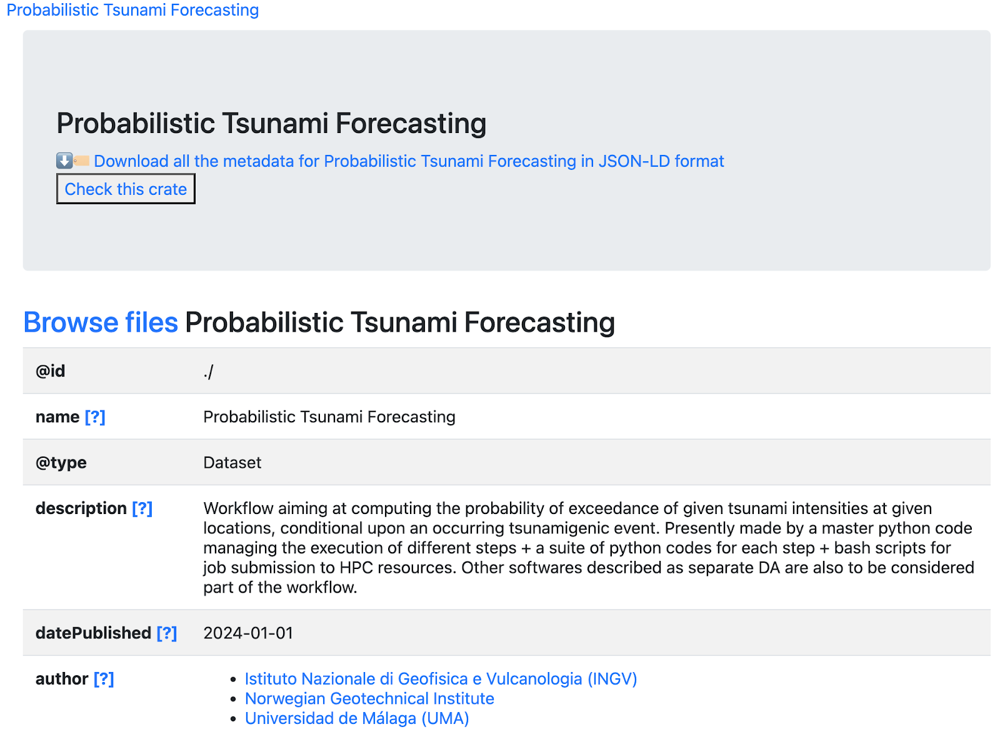 Probabilistic Tsunami Forecasting
Probabilistic Tsunami Forecasting
Download all the metadata for Probabilistic Tsunami Forecasting in JSON-LD format
Check this crate
Browse files Probabilistic Tsunami Forecasting
@id ./
name [?] Probabilistic Tsunami Forecasting
@type Dataset
description [?] Workflow aiming at computing the probability of exceedance of given tsunami intensities at given
locations, conditional upon an occurring tsunamigenic event. Presently made by a master python code
managing the execution of different steps + a suite of python codes for each step + bash scripts for
job submission to HPC resources. Other softwares described as separate DA are also to be considered
part of the workflow.
datePublished [?] 2024-01-01
author [?] • Istituto Nazionale di Geofisica e Vulcanologia (INGV)
• Norwegian Geotechnical Institute
• Universidad de Málaga (UMA)